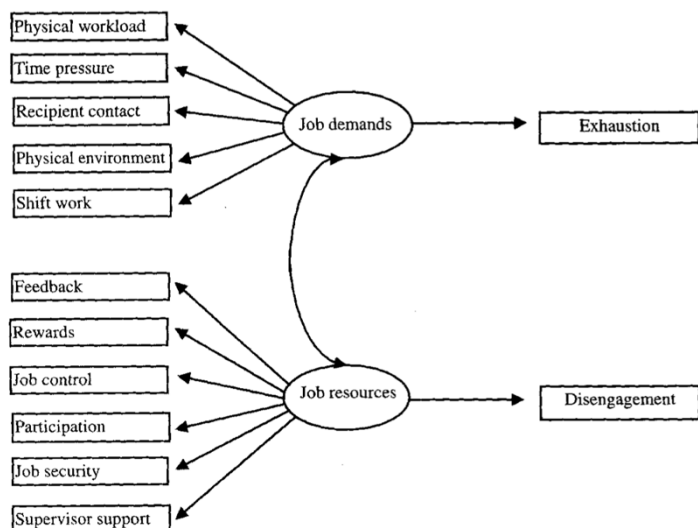 Physical workload
Time pressure
Recipient contact
Physical environment
Shift work
Job demands
Exhaustion
Feedback
Rewards
Job control
Participation
Job security
Supervisor support
Job resources
Disengagement